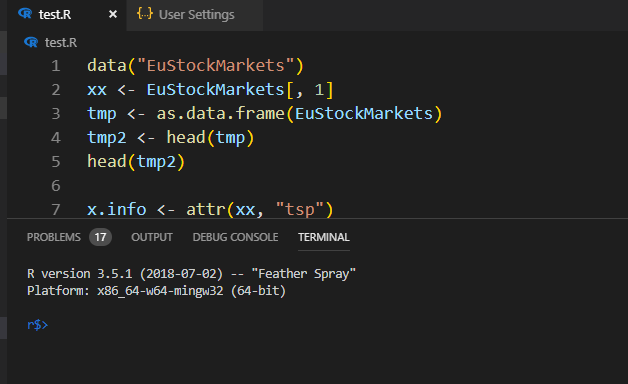 test.R × {..} User Settings
test.R
1 data("EuStockMarkets")
2 xx <- EuStockMarkets[, 1]
3 tmp <- as.data.frame(EuStockMarkets)
4 tmp2 <- head(tmp)
5 head(tmp2)
6
7 x.info <- attr(xx, "tsp")
PROBLEMS 17 OUTPUT DEBUG CONSOLE TERMINAL
R version 3.5.1 (2018-07-02) -- "Feather Spray"
Platform: x86_64-w64-mingw32 (64-bit)
r$>